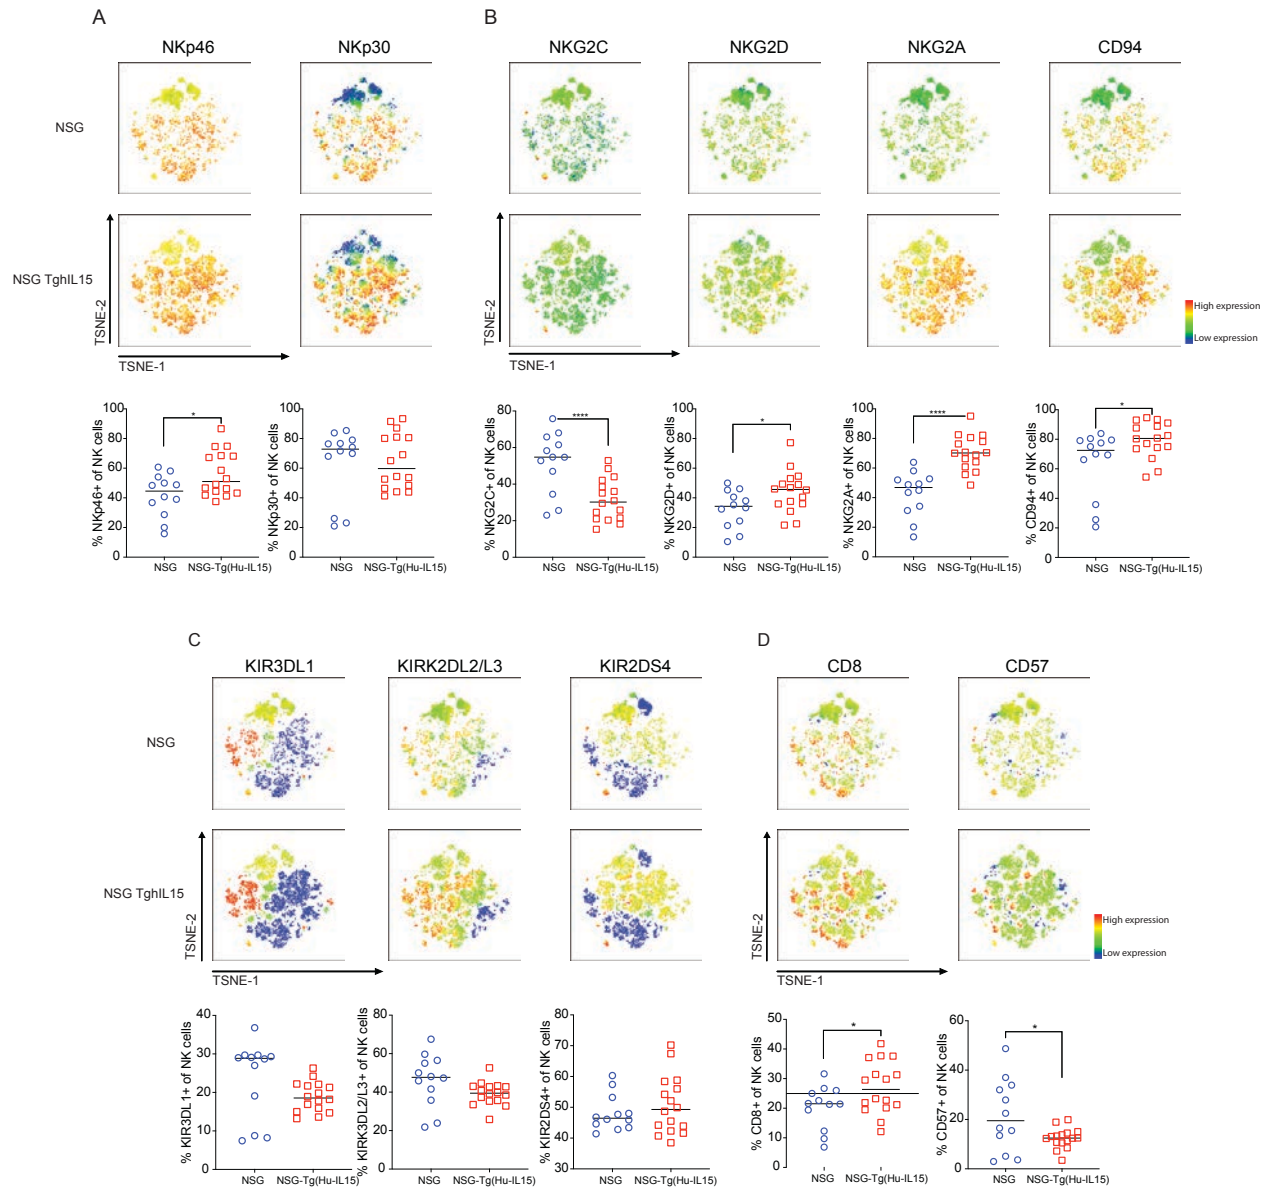 A
B
NKp46
NKp30
NKG2C
NKG2D
NKG2A
CD94
NSG
NSG TghIL15
TSNE-2
TSNE-1
TSNE-2
TSNE-1
High expression
Low expression
% NKp46+ of NK cells
100
80
60
40
20
0
*
NSG
NSG-Tg(Hu-IL15)
% NKp30+ of NK cells
100
80
60
40
20
0
NSG
NSG-Tg(Hu-IL15)
% NKG2C+ of NK cells
80
60
40
20
0
****
NSG
NSG-Tg(Hu-IL15)
% NKG2D+ of NK cells
100
80
60
40
20
0
*
NSG
NSG-Tg(Hu-IL15)
% NKG2A+ of NK cells
100
80
60
40
20
0
****
NSG
NSG-Tg(Hu-IL15)
% CD94+ of NK cells
100
80
60
40
20
0
*
NSG
NSG-Tg(Hu-IL15)
C
D
KIR3DL1
KIRK2DL2/L3
KIR2DS4
CD8
CD57
NSG
NSG TghIL15
TSNE-2
TSNE-1
TSNE-2
TSNE-1
High expression
Low expression
% KIR3DL1+ of NK cells
40
30
20
10
0
NSG
NSG-Tg(Hu-IL15)
% KIRK3DL2/L3+ of NK cells
80
60
40
20
0
NSG
NSG-Tg(Hu-IL15)
% KIR2DS4+ of NK cells
80
70
60
50
40
30
NSG
NSG-Tg(Hu-IL15)
% CD8+ of NK cells
50
40
30
20
10
0
*
NSG
NSG-Tg(Hu-IL15)
% CD57+ of NK cells
60
40
20
0
*
NSG
NSG-Tg(Hu-IL15)